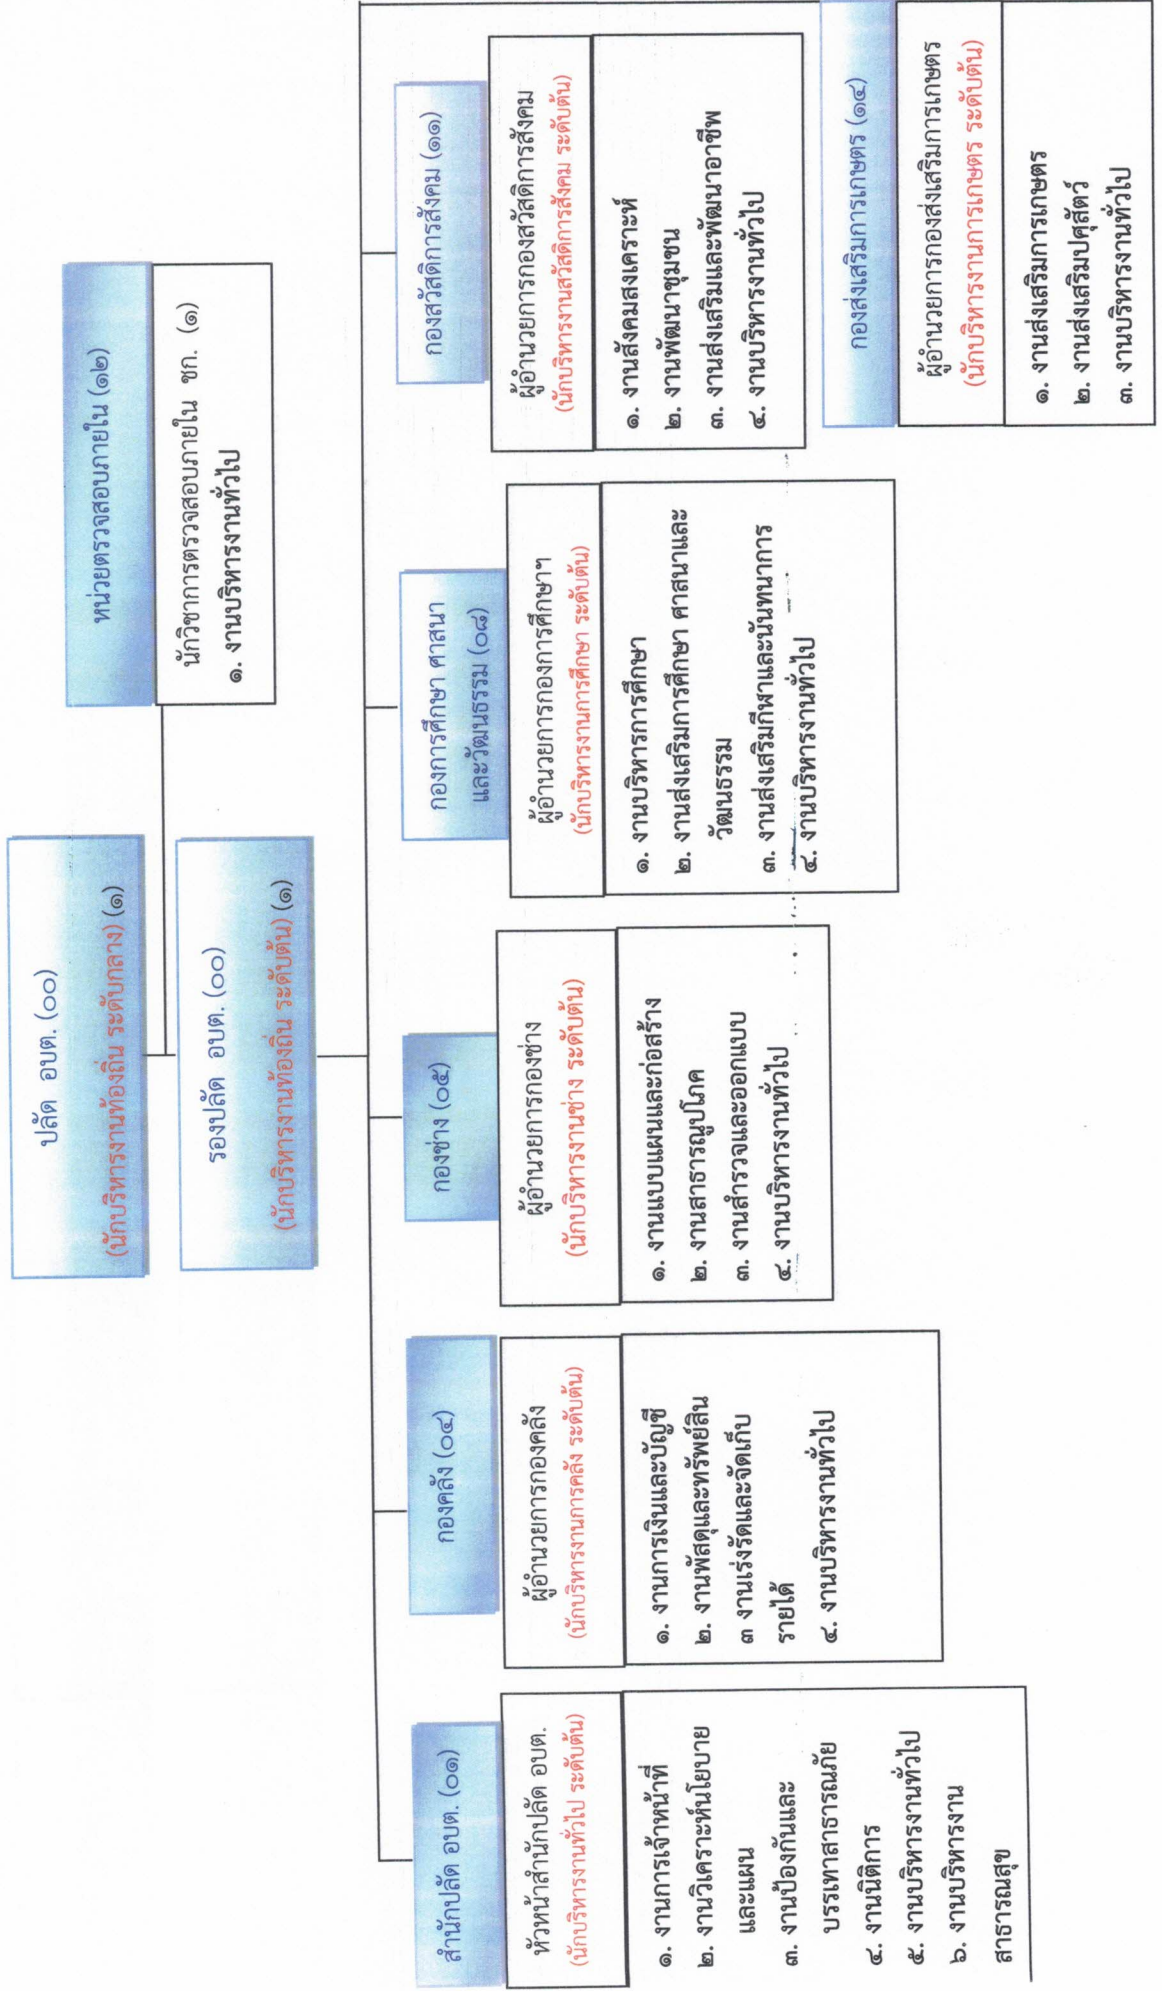 ปลัด อบต. (๐๐)
(นักบริหารงานท้องถิ่น ระดับกลาง) (๑)
หน่วยตรวจสอบภายใน (๑๒)
นักวิชาการตรวจสอบภายใน ชก. (๑)
๑. งานบริหารงานทั่วไป
รองปลัด อบต. (๐๐)
(นักบริหารงานท้องถิ่น ระดับต้น) (๑)
สำนักปลัด อบต. (๐๑)
หัวหน้าสำนักปลัด อบต.
(นักบริหารงานทั่วไป ระดับต้น)
๑. งานการเจ้าหน้าที่
๒. งานวิเคราะห์นโยบาย
และแผน
๓. งานป้องกันและ
บรรเทาสาธารณภัย
๔. งานนิติการ
๕. งานบริหารงานทั่วไป
๖. งานบริหารงาน
สาธารณสุข
กองคลัง (๐๔)
ผู้อำนวยการกองคลัง
(นักบริหารงานการคลัง ระดับต้น)
๑. งานการเงินและบัญชี
๒. งานพัสดุและทรัพย์สิน
๓ งานเร่งรัดและจัดเก็บ
รายได้
๔. งานบริหารงานทั่วไป
กองช่าง (๐๕)
ผู้อำนวยการกองช่าง
(นักบริหารงานช่าง ระดับต้น)
๑. งานแบบแผนและก่อสร้าง
๒. งานสาธารณูปโภค
๓. งานสำรวจและออกแบบ
๔. งานบริหารงานทั่วไป
กองการศึกษา ศาสนา
และวัฒนธรรม (๐๘)
ผู้อำนวยการกองการศึกษาฯ
(นักบริหารงานการศึกษา ระดับต้น)
๑. งานบริหารการศึกษา
๒. งานส่งเสริมการศึกษา ศาสนาและ
วัฒนธรรม
๓. งานส่งเสริมกีฬาและนันทนาการ
๔. งานบริหารงานทั่วไป
กองสวัสดิการสังคม (๑๑)
ผู้อำนวยการกองสวัสดิการสังคม
(นักบริหารงานสวัสดิการสังคม ระดับต้น)
๑. งานสังคมสงเคราะห์
๒. งานพัฒนาชุมชน
๓. งานส่งเสริมและพัฒนาอาชีพ
๔. งานบริหารงานทั่วไป
กองส่งเสริมการเกษตร (๑๔)
ผู้อำนวยการกองส่งเสริมการเกษตร
(นักบริหารงานการเกษตร ระดับต้น)
๑. งานส่งเสริมการเกษตร
๒. งานส่งเสริมปศุสัตว์
๓. งานบริหารงานทั่วไป